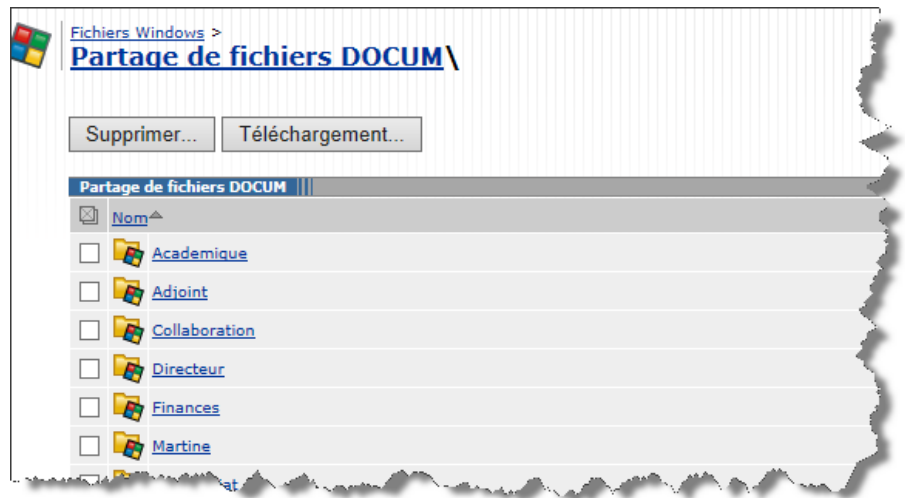 Fichiers Windows >
Partage de fichiers DOCUM\
Supprimer... Téléchargement...
Partage de fichiers DOCUM
Nom
Academique
Adjoint
Collaboration
Directeur
Finances
Martine